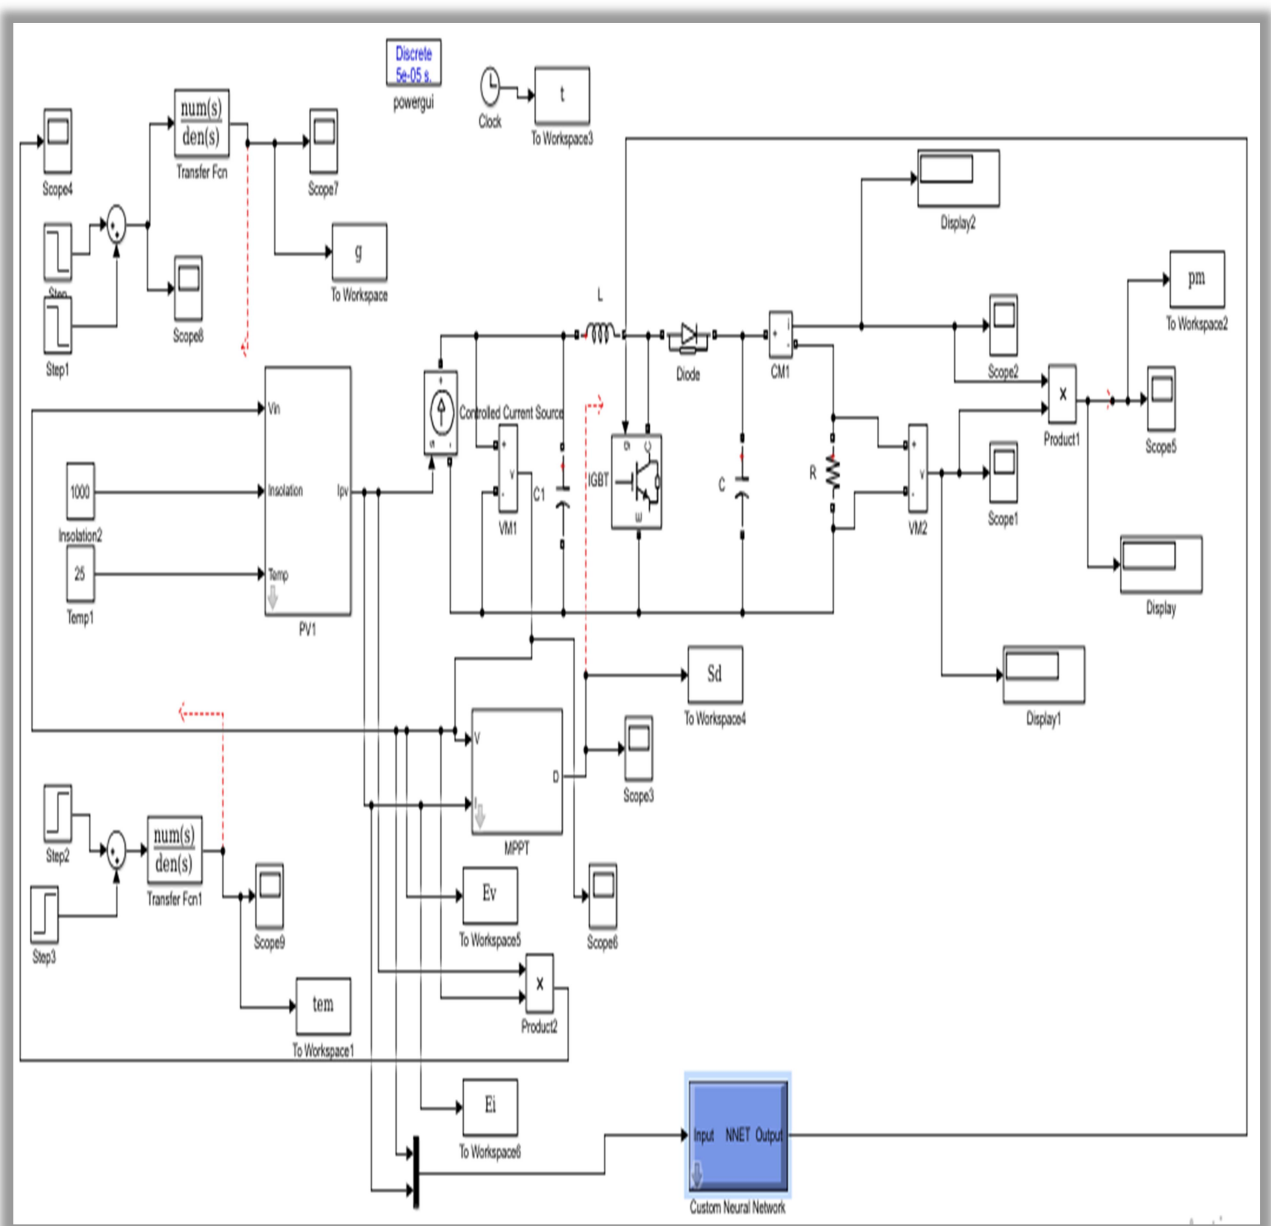 Discrete
5e-05 s.
powergui
Clock
t
To Workspace3
num(s)
den(s)
Transfer Fcn
Scope4
Scope7
Step
g
To Workspace
Scope8
Step1
Display2
pm
To Workspace2
L
i
+
-
CM1
Diode
Scope2
×
Product1
Scope5
Vin
Insolation
Temp
Ipv
PV1
1000
Insolation2
25
Temp1
+
s
-
Controlled Current Source
+
-
v
VM1
C1
IGBT
g
C
E
C
R
+
-
v
VM2
Scope1
Display
Display1
Sd
To Workspace4
V
I
D
MPPT
Scope3
Step2
num(s)
den(s)
Transfer Fcn1
Step3
Scope9
tem
To Workspace1
Ev
To Workspace5
Scope6
×
Product2
Ei
To Workspace6
Input NNET Output
Custom Neural Network